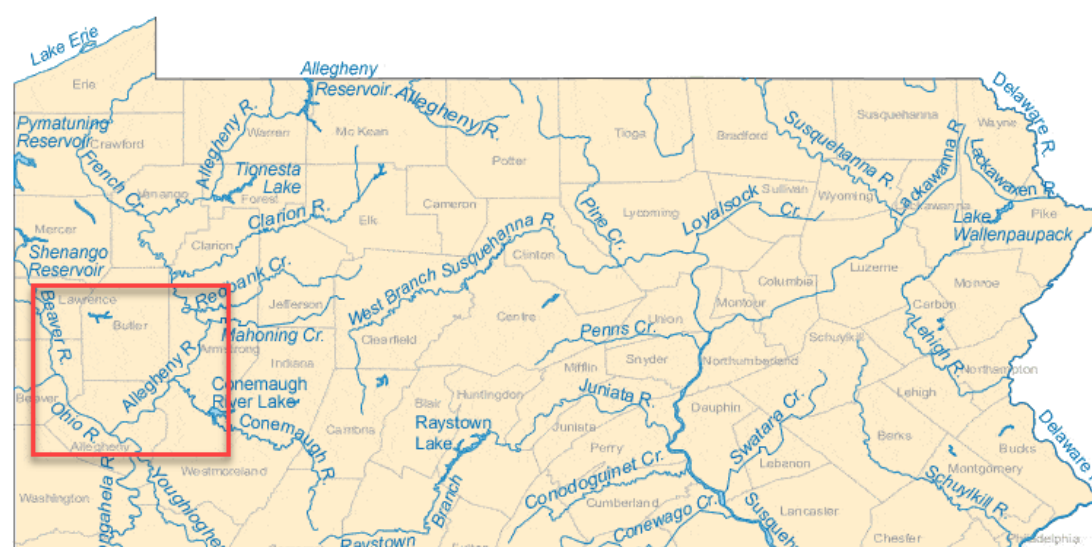 Lake Erie
Erie
Allegheny
Reservoir
Allegheny R.
Delaware R.
Pymatuning
Reservoir
Crawford
French Cr.
Allegheny R.
Warren
Mc Kean
Potter
Tioga
Bradford
Susquehanna R.
Susquehanna
Wayne
Lackawanna R.
Lackawaxen R.
Tionesta
Lake
Venango
Forest
Clarion R.
Elk
Cameron
Pine Cr.
Lycoming
Loyalsock
Cr.
Sullivan
Wyoming
Pike
Lake
Wallenpaupack
Mercer
Shenango
Reservoir
Clarion
Redbank Cr.
Jefferson
West Branch Susquehanna R.
Clinton
Luzerne
Columbia
Montour
Monroe
Carbon
Lawrence
Beaver R.
Butler
Mahoning Cr.
Armstrong
Indiana
Clearfield
Centre
Penns Cr.
Union
Snyder
Mifflin
Northumberland
Schuylkill
Lehigh R.
Northampton
Lehigh
Allegheny R.
Beaver
Ohio R.
Allegheny
Conemaugh
River Lake
Conemaugh R.
Cambria
Blair
Huntingdon
Raystown
Lake
Juniata R.
Juniata
Perry
Dauphin
Swatara Cr.
Lebanon
Berks
Bucks
Delaware
Montgomery
Schuylkill R.
Washington
Westmoreland
Youghiogheny
Conodoguinet Cr.
Cumberland
Conewago Cr.
Lancaster
Chester
Philadelphia
Raystown
Branch